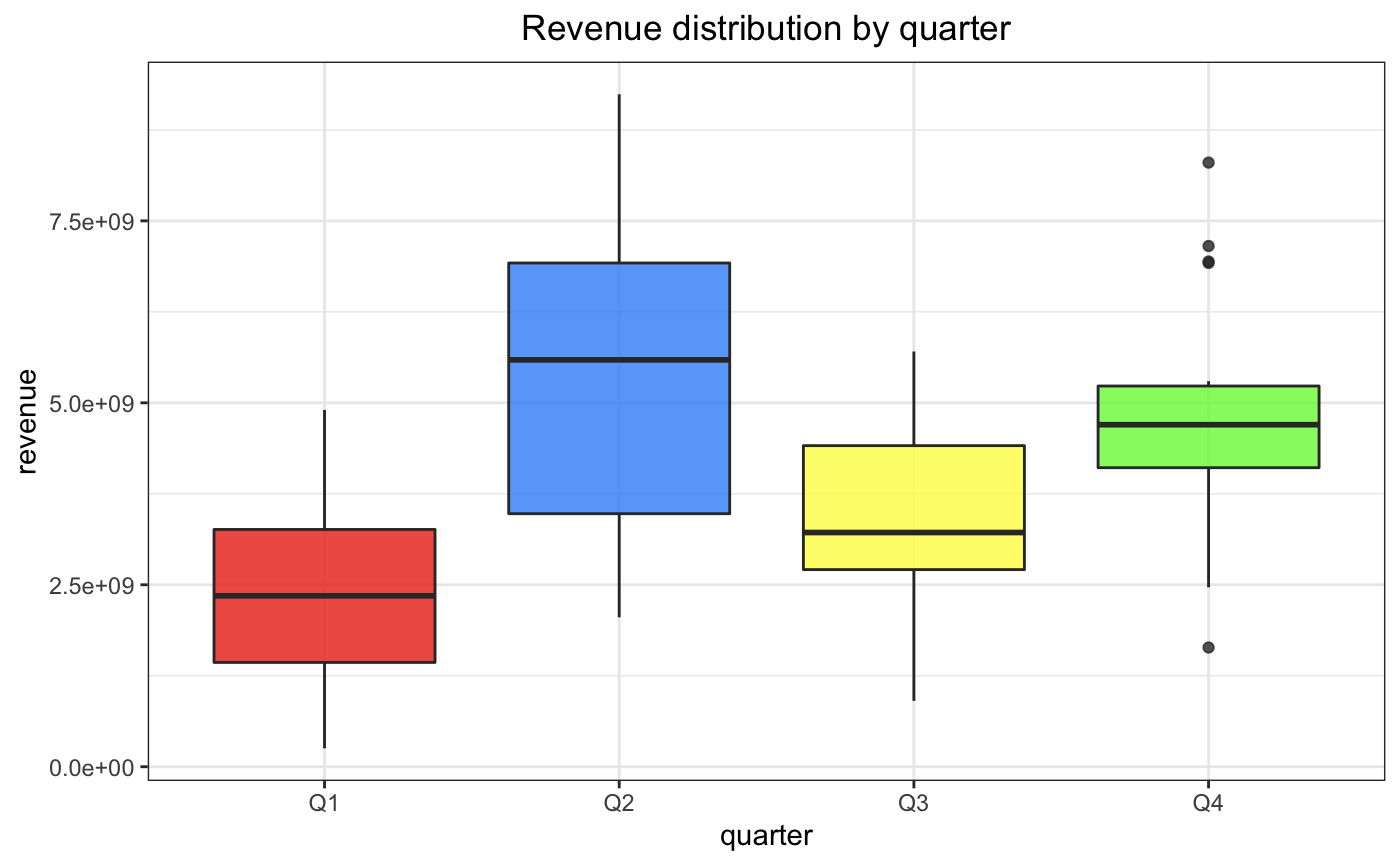 Revenue distribution by quarter
7.5e+09
5.0e+09
2.5e+09
0.0e+00
revenue
Q1 Q2 Q3 Q4
quarter